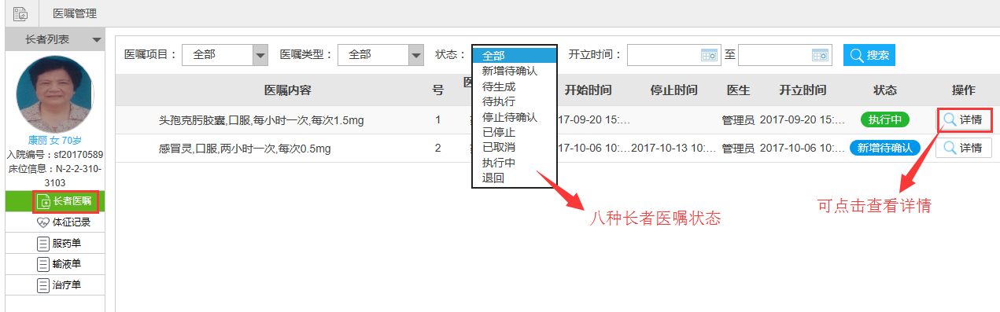 医嘱管理
长者列表
康丽 女 70岁
入院编号：sf20170589
床位信息：N-2-2-310-
3103
长者医嘱
体征记录
服药单
输液单
治疗单
医嘱项目： 全部 医嘱类型： 全部 状态： 开立时间： 至 搜索
全部
新增待确认
待生成
待执行
停止待确认
已停止
已取消
执行中
退回
医嘱内容 号 开始时间 停止时间 医生 开立时间 状态 操作
头孢克肟胶囊,口服,每小时一次,每次1.5mg 1 17-09-20 15:... 管理员 2017-09-20 15:... 执行中 详情
感冒灵,口服,两小时一次,每次0.5mg 2 17-10-06 10:... 2017-10-13 10:... 管理员 2017-10-06 10:... 新增待确认 详情
八种长者医嘱状态
可点击查看详情